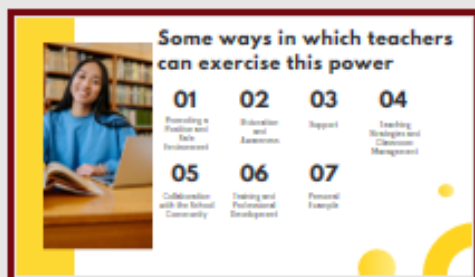 Some ways in which teachers
can exercise this power
01
02
03
04
Promoting a
Positive and
Safe
Environment
Education
and
Awareness
Support
Teaching
Strategies and
Classroom
Management
05
06
07
Collaboration
with the School
Community
Training and
Professional
Development
Personal
Example